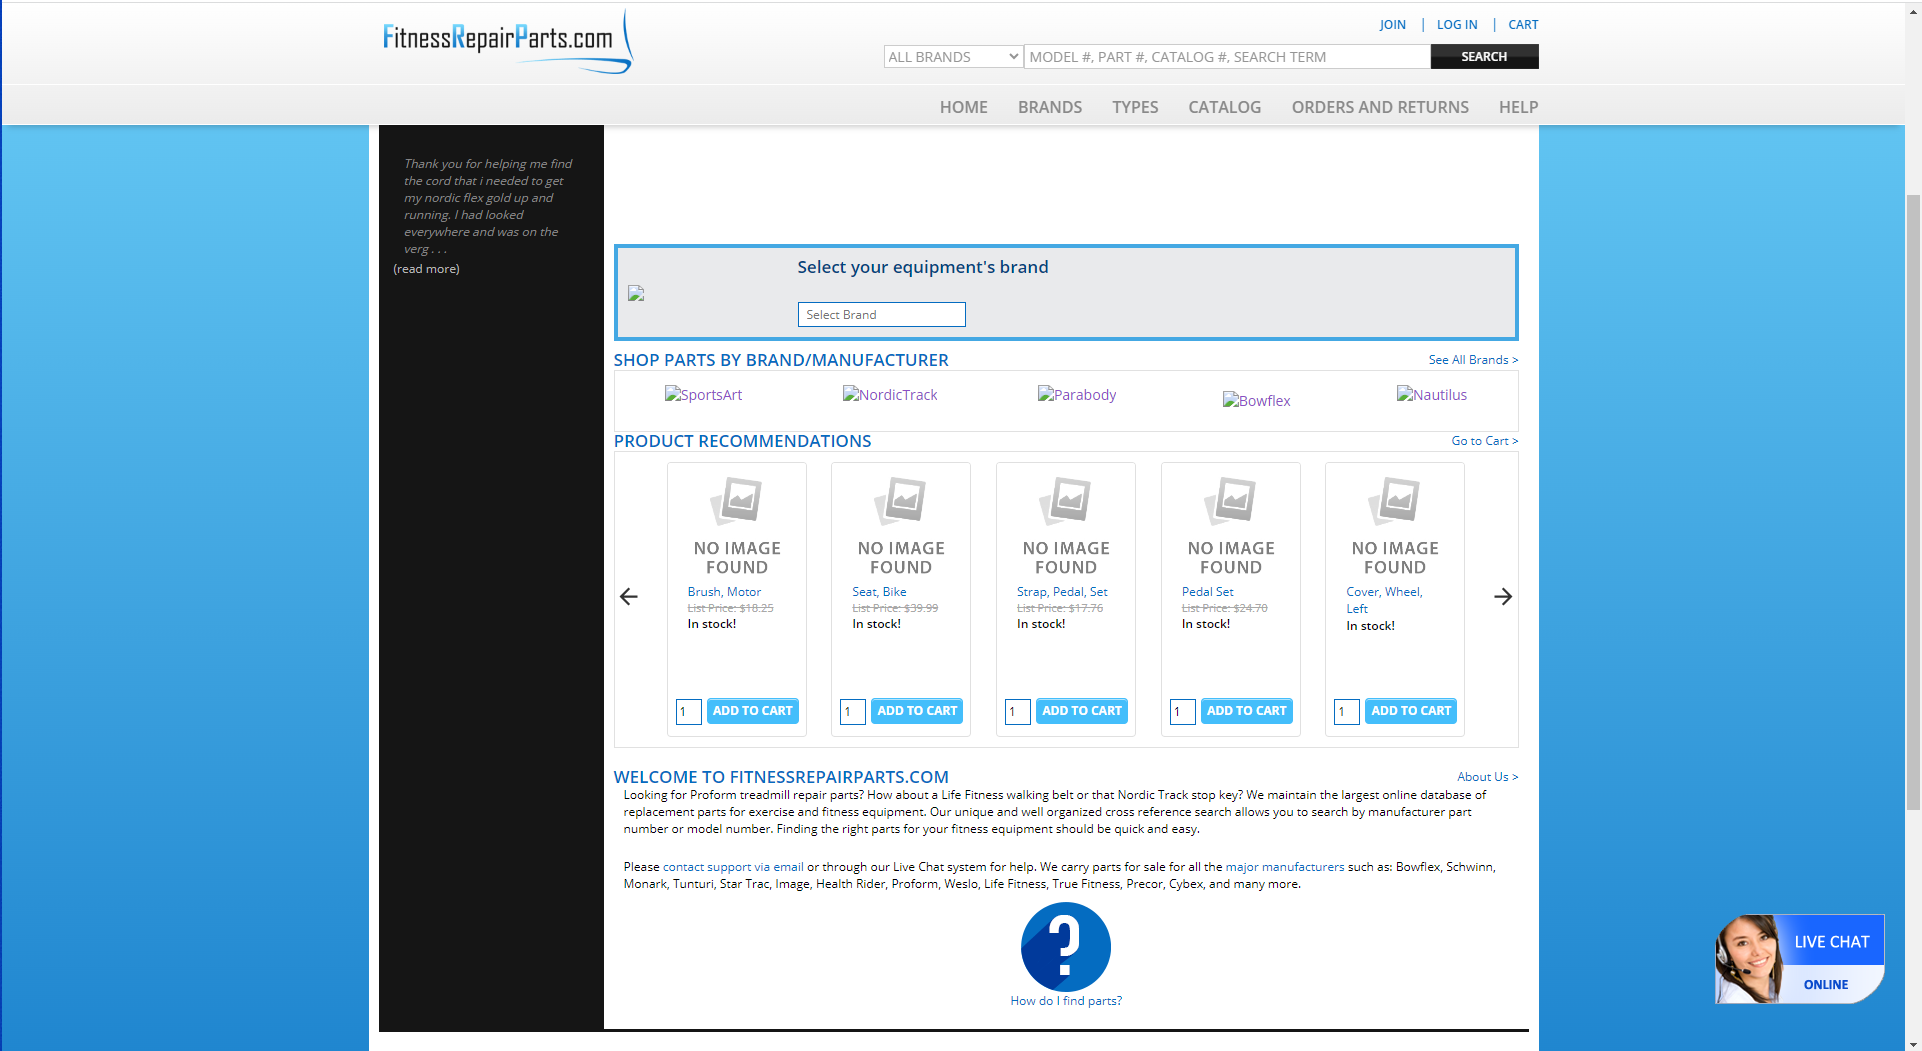 FitnessRepairParts.com
JOIN | LOG IN | CART
ALL BRANDS MODEL #, PART #, CATALOG #, SEARCH TERM SEARCH
HOME BRANDS TYPES CATALOG ORDERS AND RETURNS HELP
Thank you for helping me find
the cord that i needed to get
my nordic flex gold up and
running. I had looked
everywhere and was on the
verg . . .
(read more)
Select your equipment's brand
Select Brand
SHOP PARTS BY BRAND/MANUFACTURER See All Brands >
SportsArt NordicTrack Parabody Bowflex Nautilus
PRODUCT RECOMMENDATIONS Go to Cart >
NO IMAGE FOUND
Brush, Motor
List Price: $18.25
In stock!
1 ADD TO CART
NO IMAGE FOUND
Seat, Bike
List Price: $39.99
In stock!
1 ADD TO CART
NO IMAGE FOUND
Strap, Pedal, Set
List Price: $17.76
In stock!
1 ADD TO CART
NO IMAGE FOUND
Pedal Set
List Price: $24.70
In stock!
1 ADD TO CART
NO IMAGE FOUND
Cover, Wheel,
Left
In stock!
1 ADD TO CART
WELCOME TO FITNESSREPAIRPARTS.COM About Us >
Looking for Proform treadmill repair parts? How about a Life Fitness walking belt or that Nordic Track stop key? We maintain the largest online database of
replacement parts for exercise and fitness equipment. Our unique and well organized cross reference search allows you to search by manufacturer part
number or model number. Finding the right parts for your fitness equipment should be quick and easy.
Please contact support via email or through our Live Chat system for help. We carry parts for sale for all the major manufacturers such as: Bowflex, Schwinn,
Monark, Tunturi, Star Trac, Image, Health Rider, Proform, Weslo, Life Fitness, True Fitness, Precor, Cybex, and many more.
?
How do I find parts?
LIVE CHAT
ONLINE